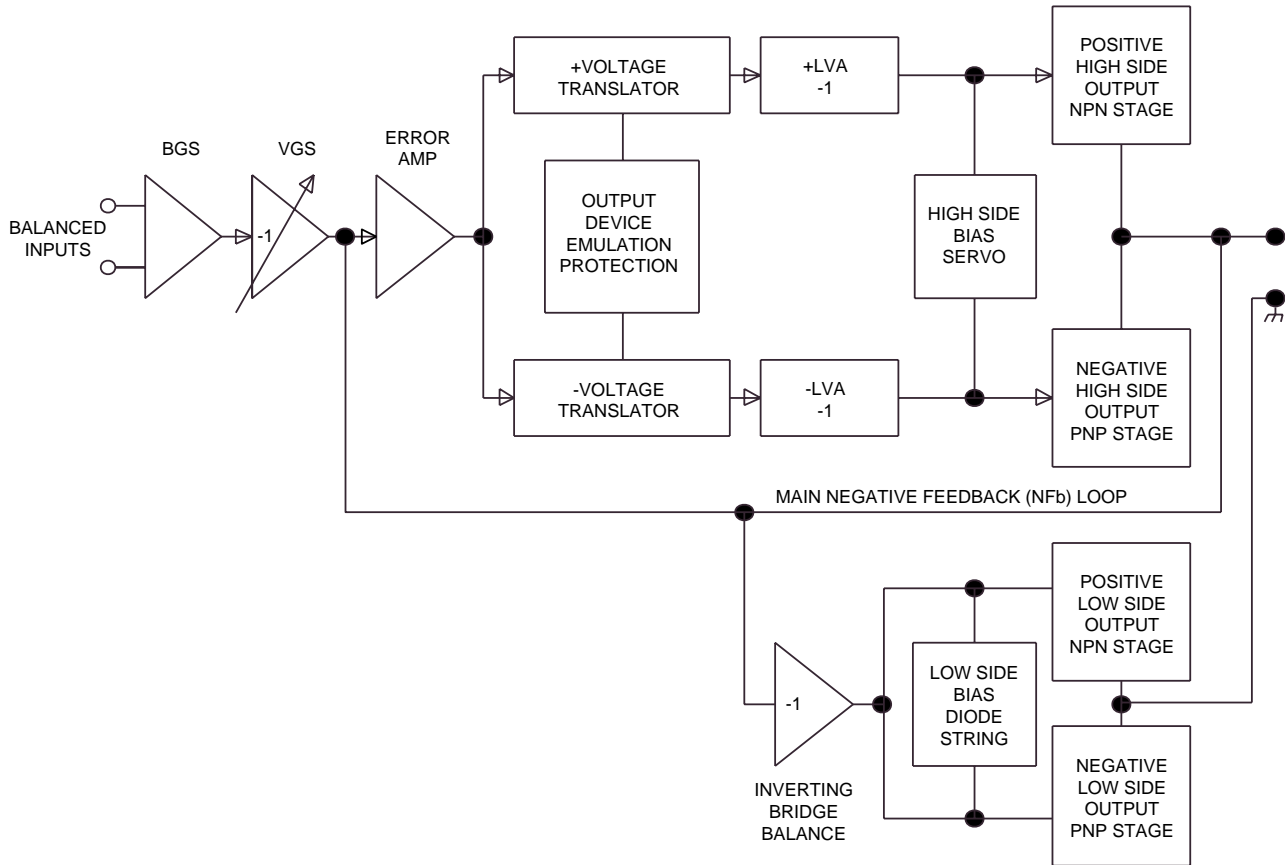 BALANCED
INPUTS
BGS
VGS
-1
ERROR
AMP
+VOLTAGE
TRANSLATOR
+LVA
-1
POSITIVE
HIGH SIDE
OUTPUT
NPN STAGE
OUTPUT
DEVICE
EMULATION
PROTECTION
HIGH SIDE
BIAS
SERVO
-VOLTAGE
TRANSLATOR
-LVA
-1
NEGATIVE
HIGH SIDE
OUTPUT
PNP STAGE
MAIN NEGATIVE FEEDBACK (NFb) LOOP
-1
INVERTING
BRIDGE
BALANCE
LOW SIDE
BIAS
DIODE
STRING
POSITIVE
LOW SIDE
OUTPUT
NPN STAGE
NEGATIVE
LOW SIDE
OUTPUT
PNP STAGE